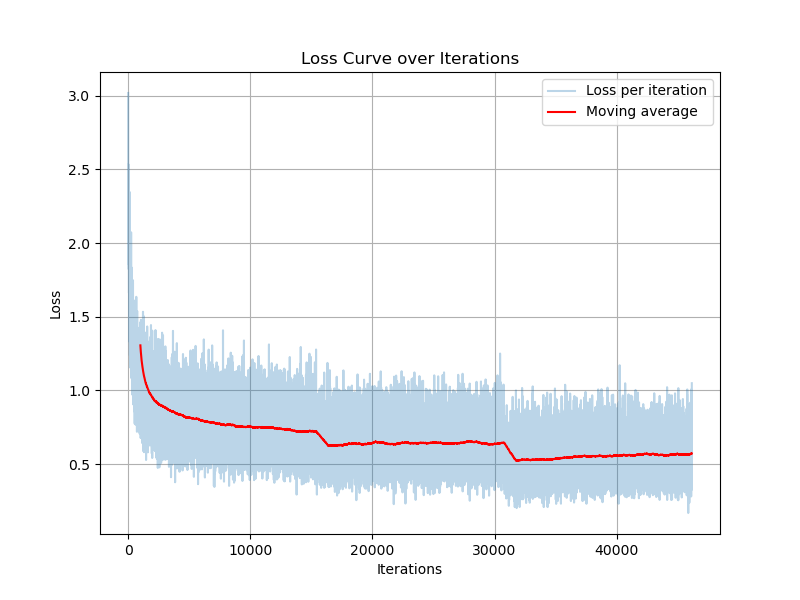 Loss Curve over Iterations
Loss per iteration
Moving average
3.0
2.5
2.0
1.5
1.0
0.5
Loss
0 10000 20000 30000 40000
Iterations